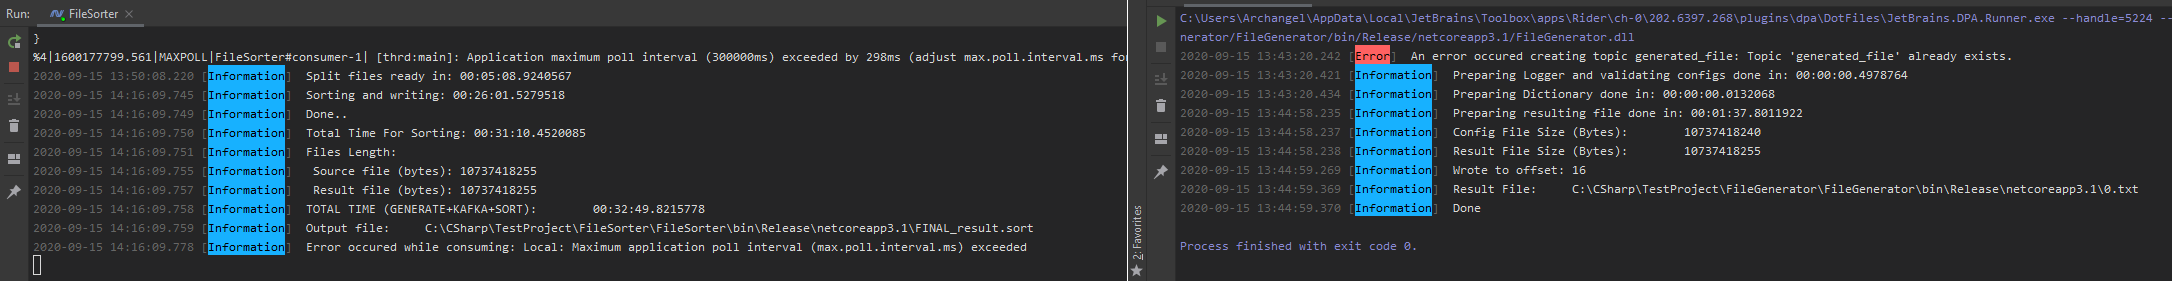 Run: FileSorter
}
%4|1600177799.561|MAXPOLL|FileSorter#consumer-1| [thrd:main]: Application maximum poll interval (300000ms) exceeded by 298ms (adjust max.poll.interval.ms for
2020-09-15 13:50:08.220 [Information] Split files ready in: 00:05:08.9240567
2020-09-15 14:16:09.745 [Information] Sorting and writing: 00:26:01.5279518
2020-09-15 14:16:09.749 [Information] Done..
2020-09-15 14:16:09.750 [Information] Total Time For Sorting: 00:31:10.4520085
2020-09-15 14:16:09.751 [Information] Files Length:
2020-09-15 14:16:09.755 [Information] Source file (bytes): 10737418255
2020-09-15 14:16:09.757 [Information] Result file (bytes): 10737418255
2020-09-15 14:16:09.758 [Information] TOTAL TIME (GENERATE+KAFKA+SORT): 00:32:49.8215778
2020-09-15 14:16:09.759 [Information] Output file: C:\CSharp\TestProject\FileSorter\FileSorter\bin\Release\netcoreapp3.1\FINAL_result.sort
2020-09-15 14:16:09.778 [Information] Error occured while consuming: Local: Maximum application poll interval (max.poll.interval.ms) exceeded
2: Favorites
C:\Users\Archangel\AppData\Local\JetBrains\Toolbox\apps\Rider\ch-0\202.6397.268\plugins\dpa\DotFiles\JetBrains.DPA.Runner.exe --handle=5224 --
nerator/FileGenerator/bin/Release/netcoreapp3.1/FileGenerator.dll
2020-09-15 13:43:20.242 [Error] An error occured creating topic generated_file: Topic 'generated_file' already exists.
2020-09-15 13:43:20.421 [Information] Preparing Logger and validating configs done in: 00:00:00.4978764
2020-09-15 13:43:20.434 [Information] Preparing Dictionary done in: 00:00:00.0132068
2020-09-15 13:44:58.235 [Information] Preparing resulting file done in: 00:01:37.8011922
2020-09-15 13:44:58.237 [Information] Config File Size (Bytes): 10737418240
2020-09-15 13:44:58.238 [Information] Result File Size (Bytes): 10737418255
2020-09-15 13:44:59.269 [Information] Wrote to offset: 16
2020-09-15 13:44:59.369 [Information] Result File: C:\CSharp\TestProject\FileGenerator\FileGenerator\bin\Release\netcoreapp3.1\0.txt
2020-09-15 13:44:59.370 [Information] Done
Process finished with exit code 0.